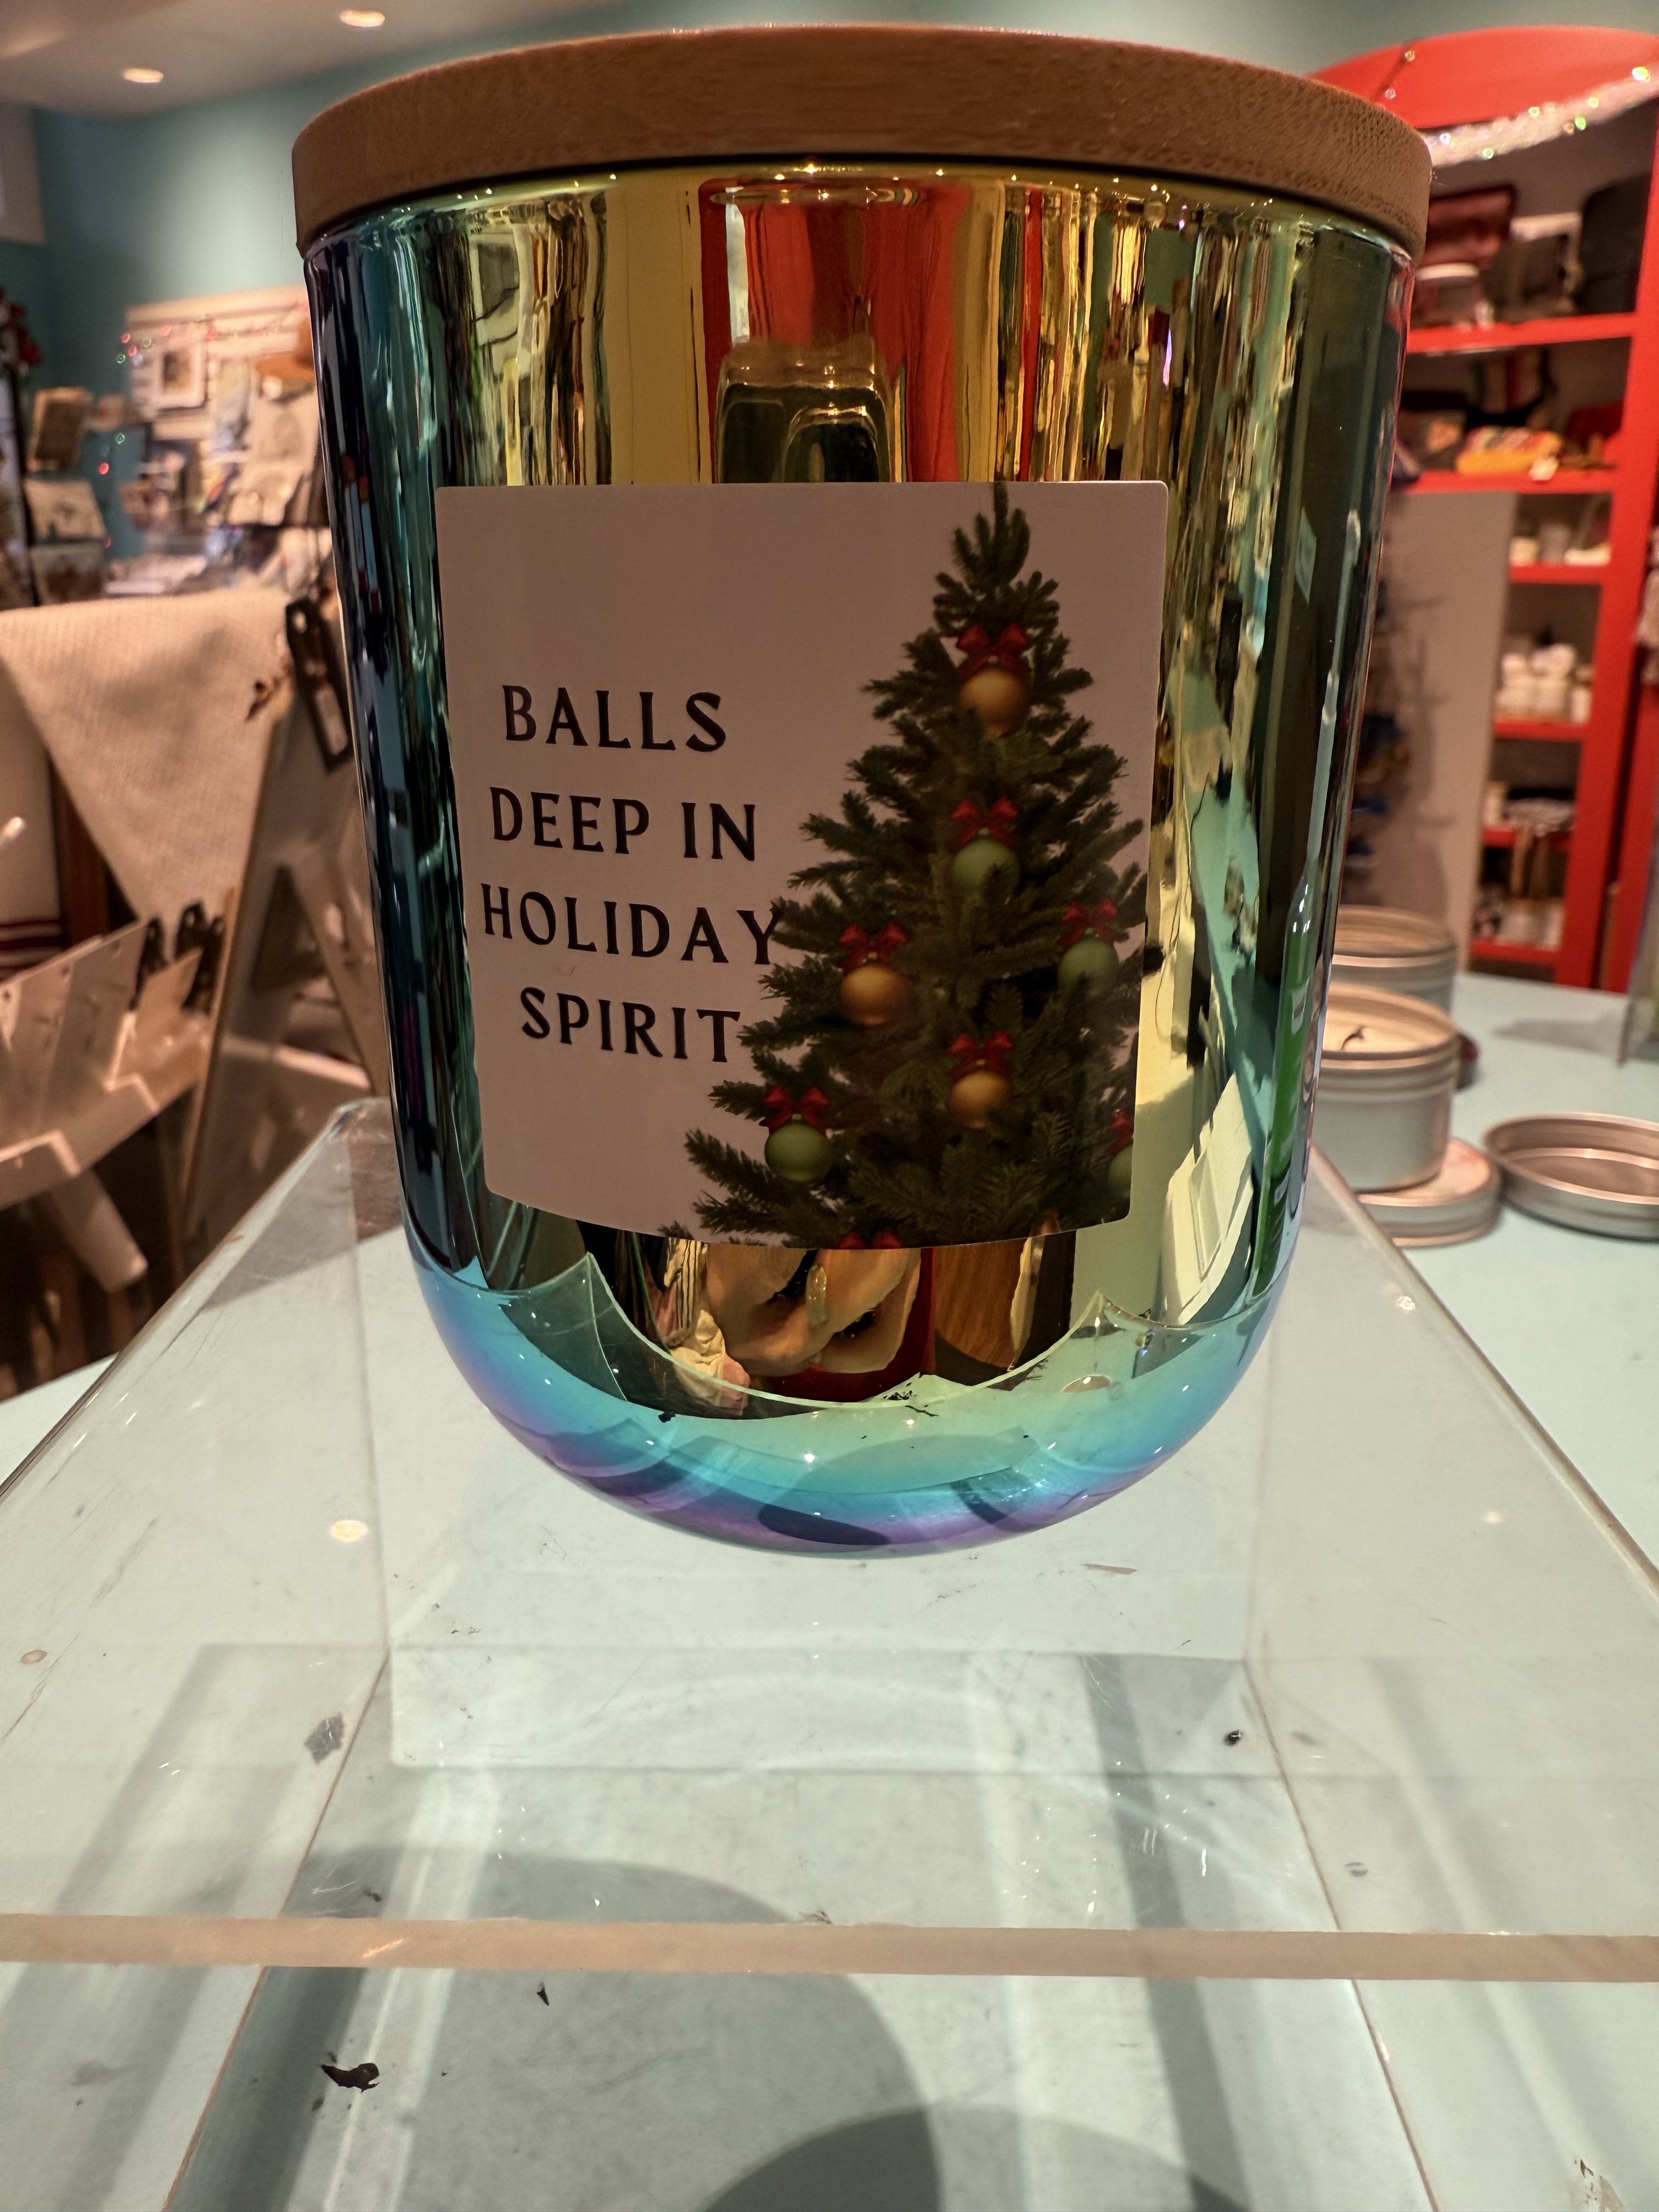 BALLS
DEEP IN
HOLIDAY
SPIRIT